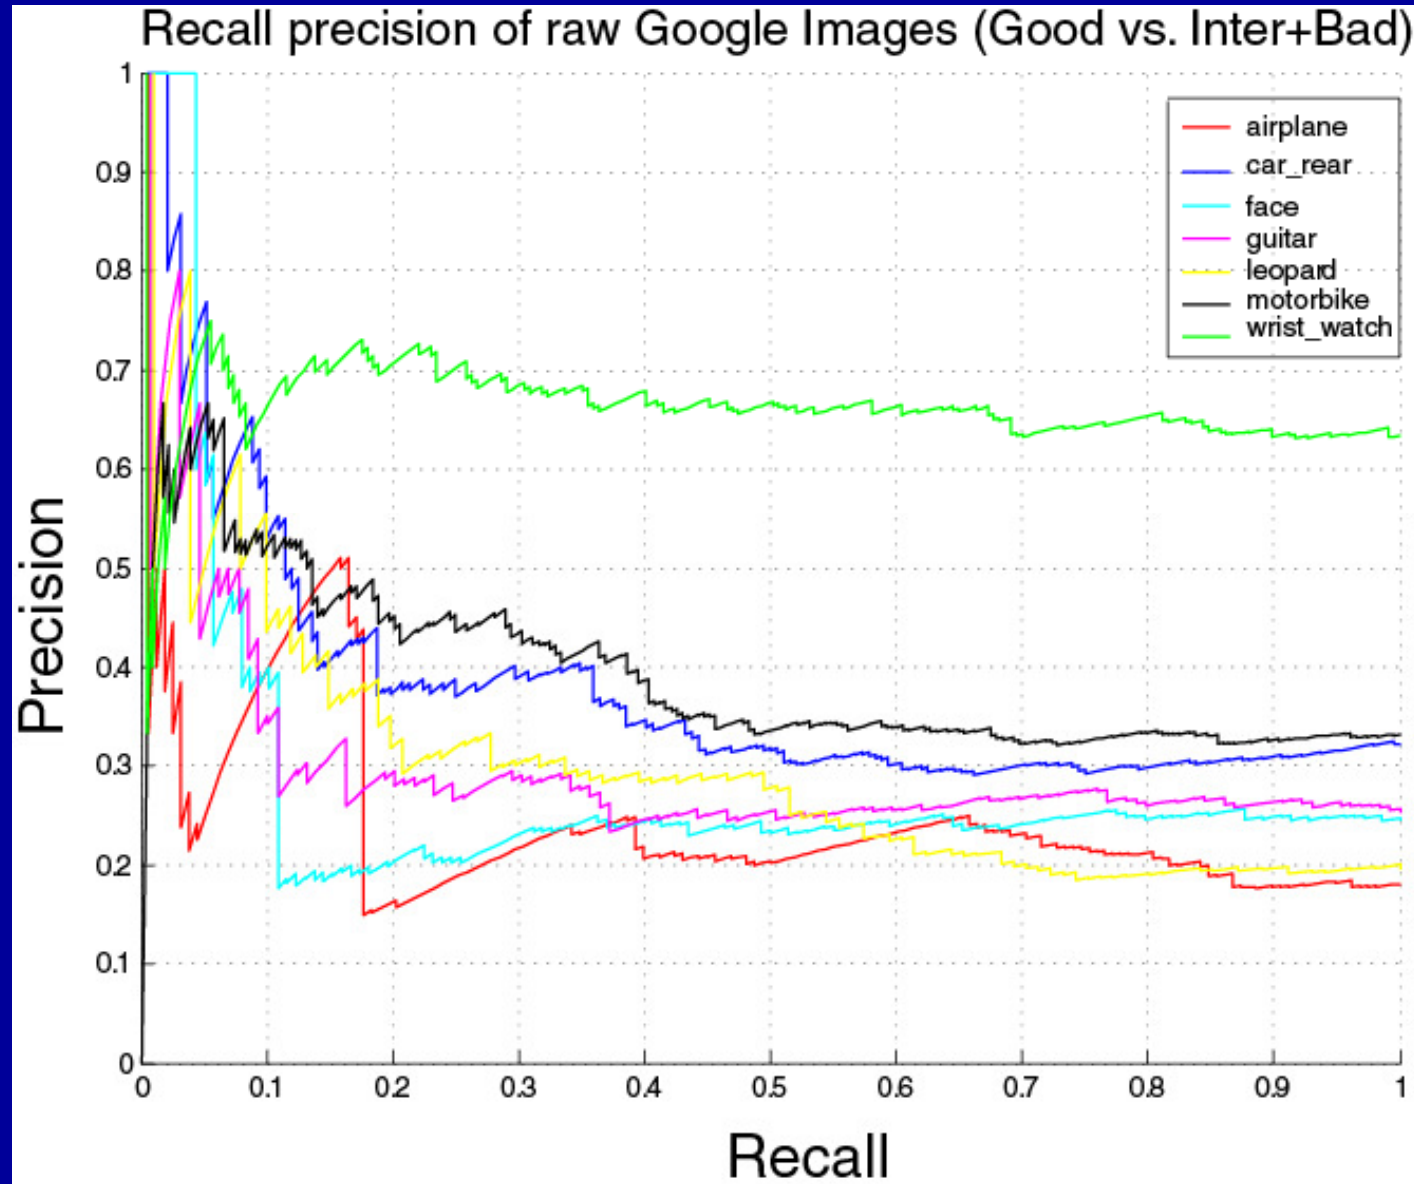 Recall precision of raw Google Images (Good vs. Inter+Bad)
airplane
car_rear
face
guitar
leopard
motorbike
wrist_watch
Precision
1
0.9
0.8
0.7
0.6
0.5
0.4
0.3
0.2
0.1
0
0 0.1 0.2 0.3 0.4 0.5 0.6 0.7 0.8 0.9 1
Recall